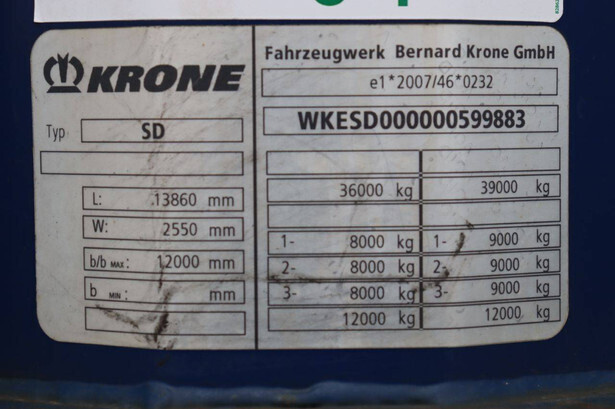 KRONE
Typ SD
L: 13860 mm
W: 2550 mm
b/b MAX: 12000 mm
b MIN: mm
Fahrzeugwerk Bernard Krone GmbH
e1*2007/46*0232
WKESD000000599883
36000 kg 39000 kg
1- 8000 kg 1- 9000 kg
2- 8000 kg 2- 9000 kg
3- 8000 kg 3- 9000 kg
12000 kg 12000 kg